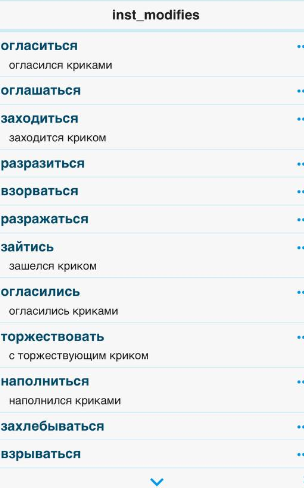 inst_modifies
огласиться
огласился криками
оглашаться
заходиться
заходится криком
разразиться
взорваться
разражаться
зайтись
зашелся криком
огласились
огласились криками
торжествовать
с торжествующим криком
наполниться
наполнился криками
захлебываться
взрываться